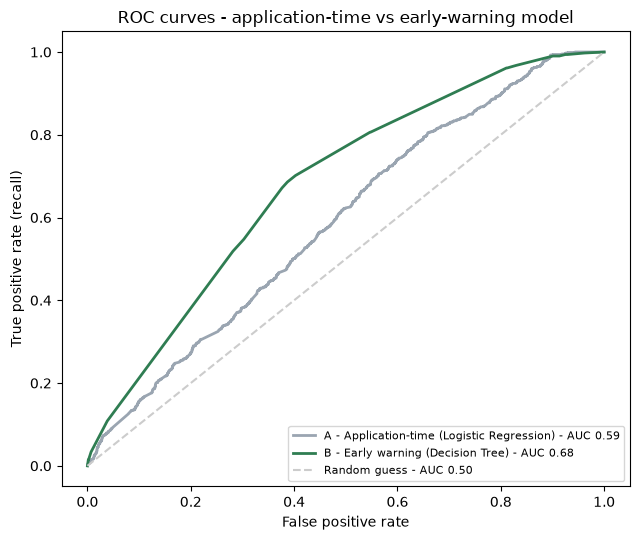 ROC curves - application-time vs early-warning model
True positive rate (recall)
1.0
0.8
0.6
0.4
0.2
0.0
0.0 0.2 0.4 0.6 0.8 1.0
False positive rate
A - Application-time (Logistic Regression) - AUC 0.59
B - Early warning (Decision Tree) - AUC 0.68
Random guess - AUC 0.50